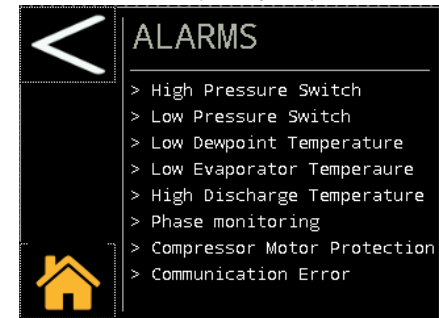 ALARMS
> High Pressure Switch
> Low Pressure Switch
> Low Dewpoint Temperature
> Low Evaporator Temperaure
> High Discharge Temperature
> Phase monitoring
> Compressor Motor Protection
> Communication Error